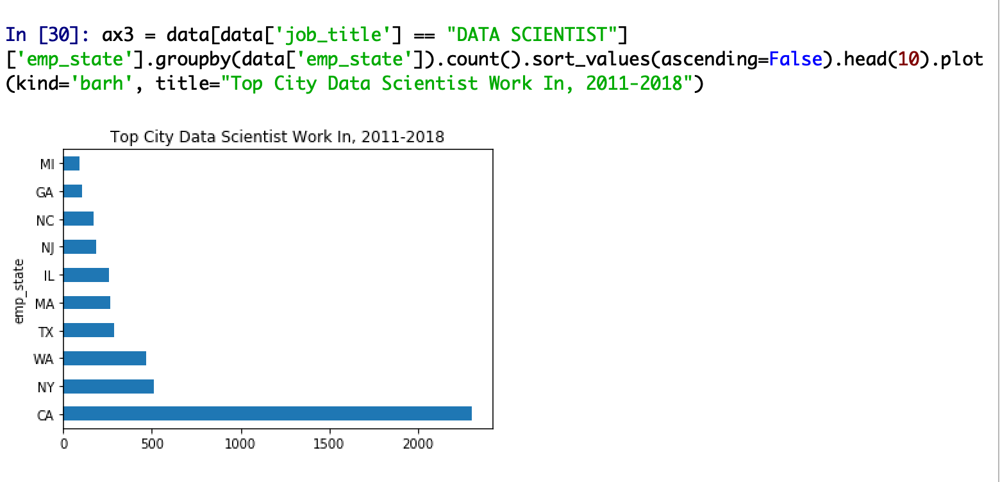 In [30]: ax3 = data[data['job_title'] == "DATA SCIENTIST"]
['emp_state'].groupby(data['emp_state']).count().sort_values(ascending=False).head(10).plot
(kind='barh', title="Top City Data Scientist Work In, 2011-2018")
Top City Data Scientist Work In, 2011-2018
MI
GA
NC
NJ
IL
MA
TX
WA
NY
CA
emp_state
0 500 1000 1500 2000